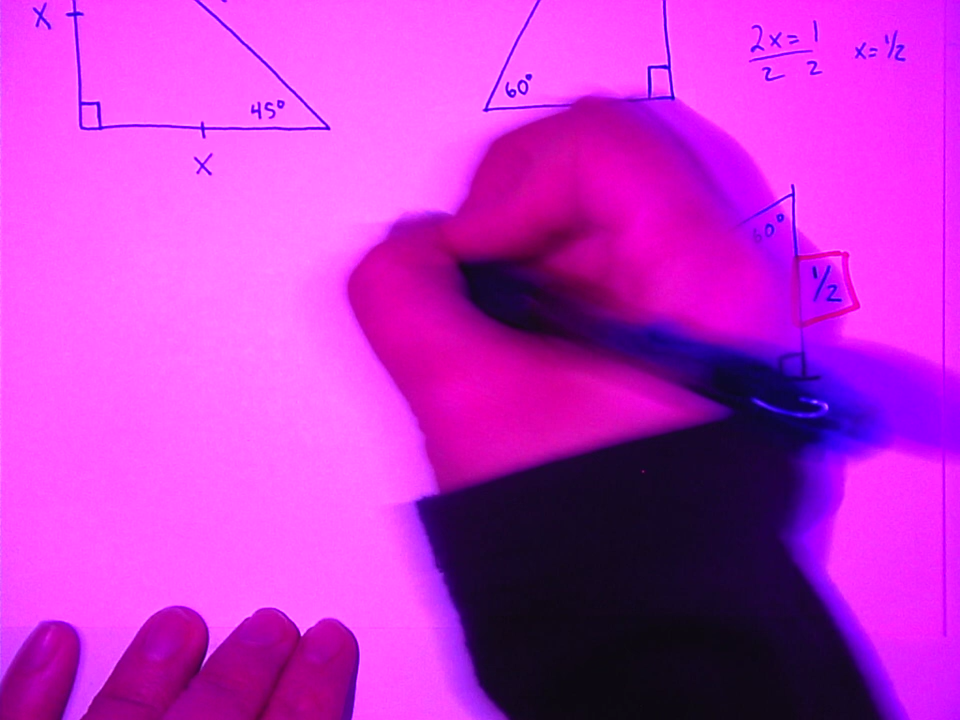 x
45°
x
60°
2x = 1
2 2
x = 1/2
60°
1/2